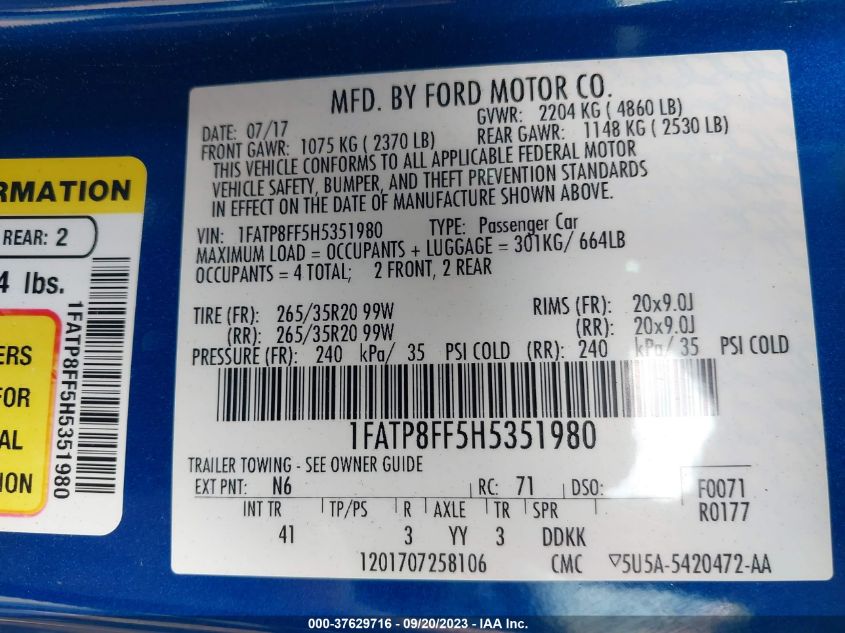 MFD. BY FORD MOTOR CO.
DATE: 07/17 GVWR: 2204 KG ( 4860 LB)
FRONT GAWR: 1075 KG ( 2370 LB) REAR GAWR: 1148 KG ( 2530 LB)
THIS VEHICLE CONFORMS TO ALL APPLICABLE FEDERAL MOTOR
VEHICLE SAFETY, BUMPER, AND THEFT PREVENTION STANDARDS
IN EFFECT ON THE DATE OF MANUFACTURE SHOWN ABOVE.
VIN: 1FATP8FF5H5351980 TYPE: Passenger Car
MAXIMUM LOAD = OCCUPANTS + LUGGAGE = 301KG/ 664LB
OCCUPANTS = 4 TOTAL; 2 FRONT, 2 REAR
TIRE (FR): 265/35R20 99W RIMS (FR): 20x9.0J
(RR): 265/35R20 99W (RR): 20x9.0J
PRESSURE (FR): 240 kPa/ 35 PSI COLD (RR): 240 kPa/ 35 PSI COLD
1FATP8FF5H5351980
TRAILER TOWING - SEE OWNER GUIDE
EXT PNT: N6 RC: 71 DSO: F0071
R0177
INT TR TP/PS R AXLE TR SPR
41 3 YY 3 DDKK
1201707258106 CMC ▽5U5A-5420472-AA
RMATION
REAR: 2
4 lbs.
ERS
FOR
AL
ION
1FATP8FF5H5351980
000-37629716 - 09/20/2023 - IAA Inc.